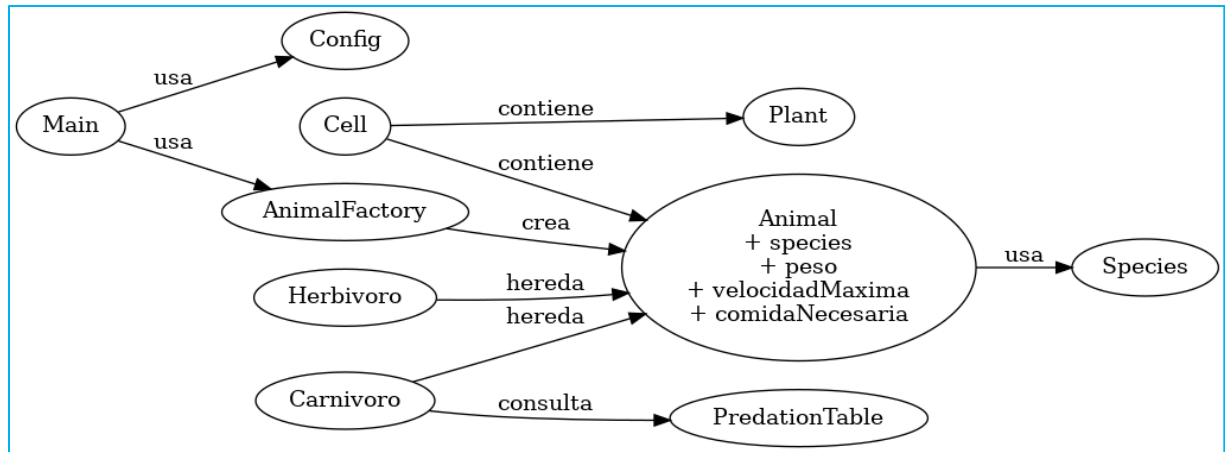 Config
usa
Main
Cell
contiene
Plant
usa
contiene
AnimalFactory
crea
Animal
+ species
+ peso
+ velocidadMaxima
+ comidaNecesaria
usa
Species
Herbivoro
hereda
hereda
Carnivoro
consulta
PredationTable